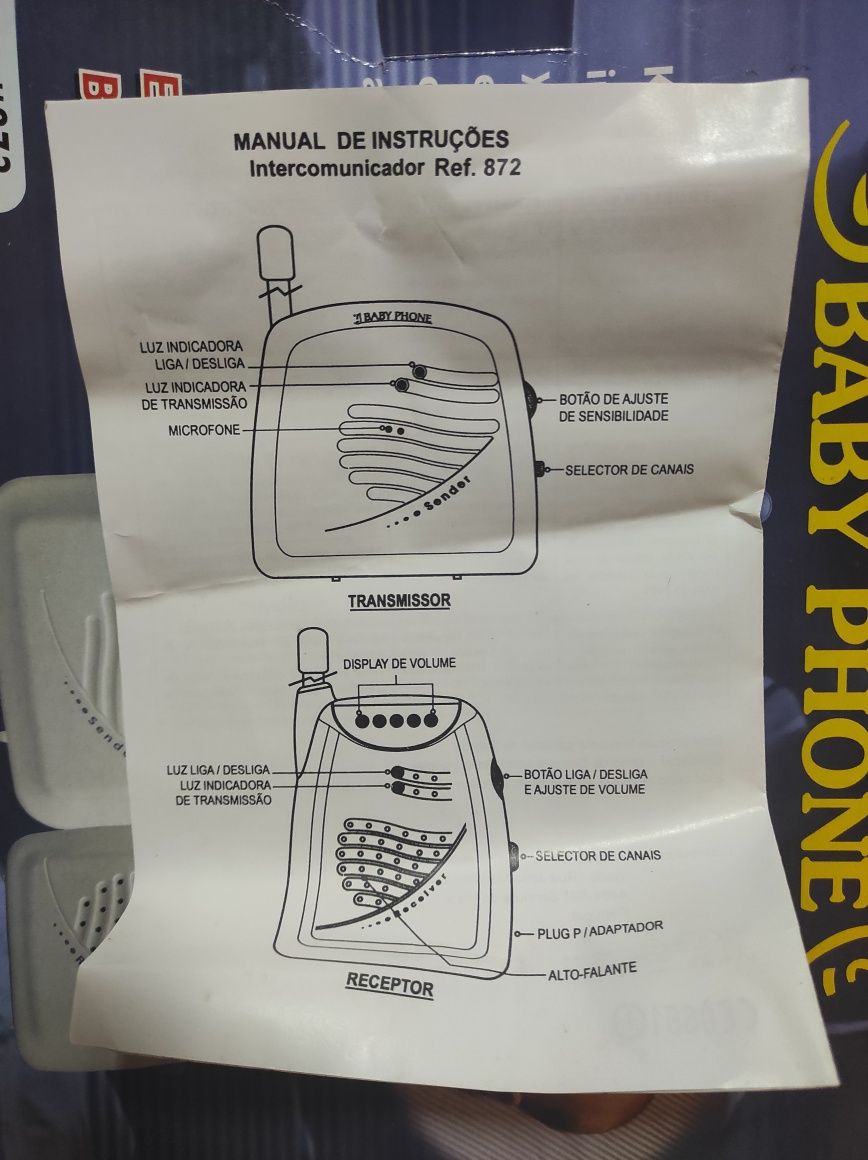 MANUAL DE INSTRUÇÕES
Intercomunicador Ref. 872
BABY PHONE
LUZ INDICADORA
LIGA / DESLIGA
LUZ INDICADORA
DE TRANSMISSÃO
MICROFONE
BOTÃO DE AJUSTE
DE SENSIBILIDADE
SELECTOR DE CANAIS
Sender
TRANSMISSOR
DISPLAY DE VOLUME
LUZ LIGA / DESLIGA
LUZ INDICADORA
DE TRANSMISSÃO
BOTÃO LIGA / DESLIGA
E AJUSTE DE VOLUME
SELECTOR DE CANAIS
Receiver
PLUG P / ADAPTADOR
ALTO-FALANTE
RECEPTOR
BABY PHONE
Sender